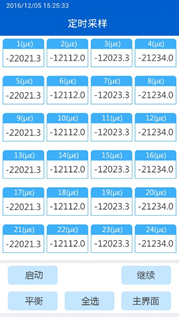 2016/12/05 15:25:33
定时采样
1(με) 2(με) 3(με) 4(με)
-22021.3 -12112.0 -12023.3 -21234.0
5(με) 6(με) 7(με) 8(με)
-22021.3 -12112.0 -12023.3 -21234.0
9(με) 10(με) 11(με) 12(με)
-22021.3 -12112.0 -12023.3 -21234.0
13(με) 14(με) 15(με) 16(με)
-22021.3 -12112.0 -12023.3 -21234.0
17(με) 18(με) 19(με) 20(με)
-22021.3 -12112.0 -12023.3 -21234.0
21(με) 22(με) 23(με) 24(με)
-22021.3 -12112.0 -12023.3 -21234.0
启动 继续
平衡 全选 主界面